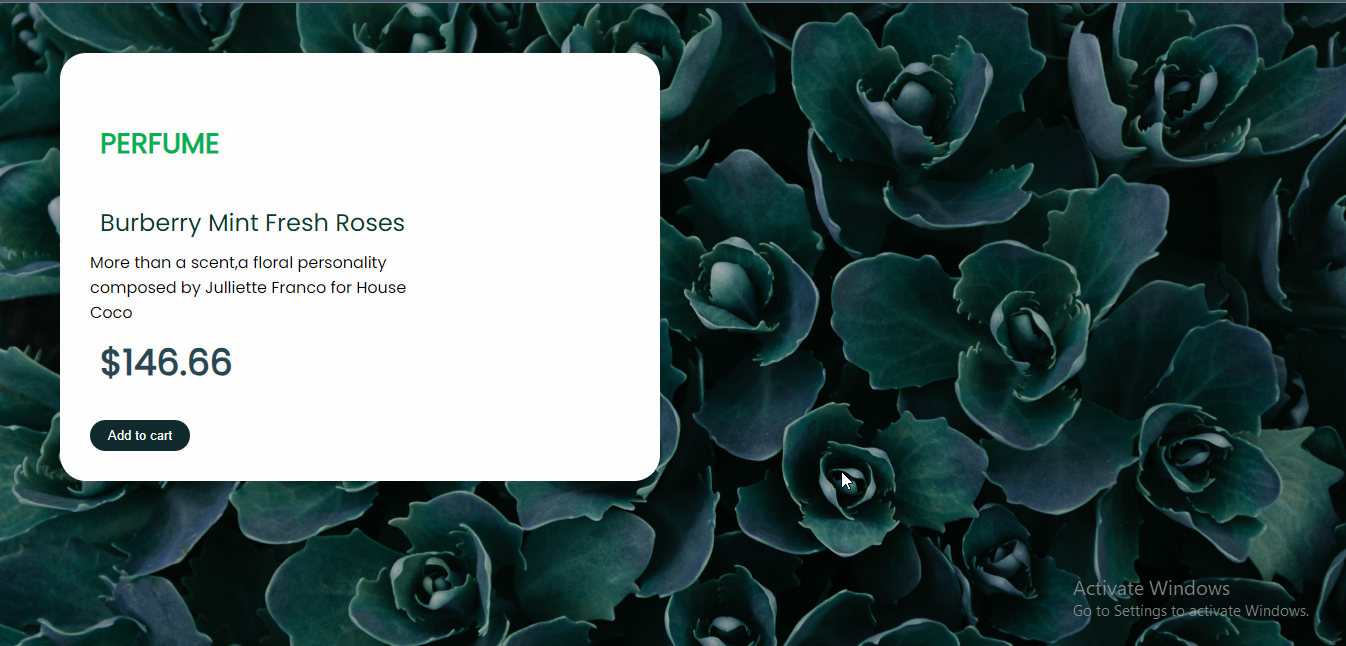 PERFUME
Burberry Mint Fresh Roses
More than a scent,a floral personality
composed by Julliette Franco for House
Coco
$146.66
Add to cart
Activate Windows
Go to Settings to activate Windows.